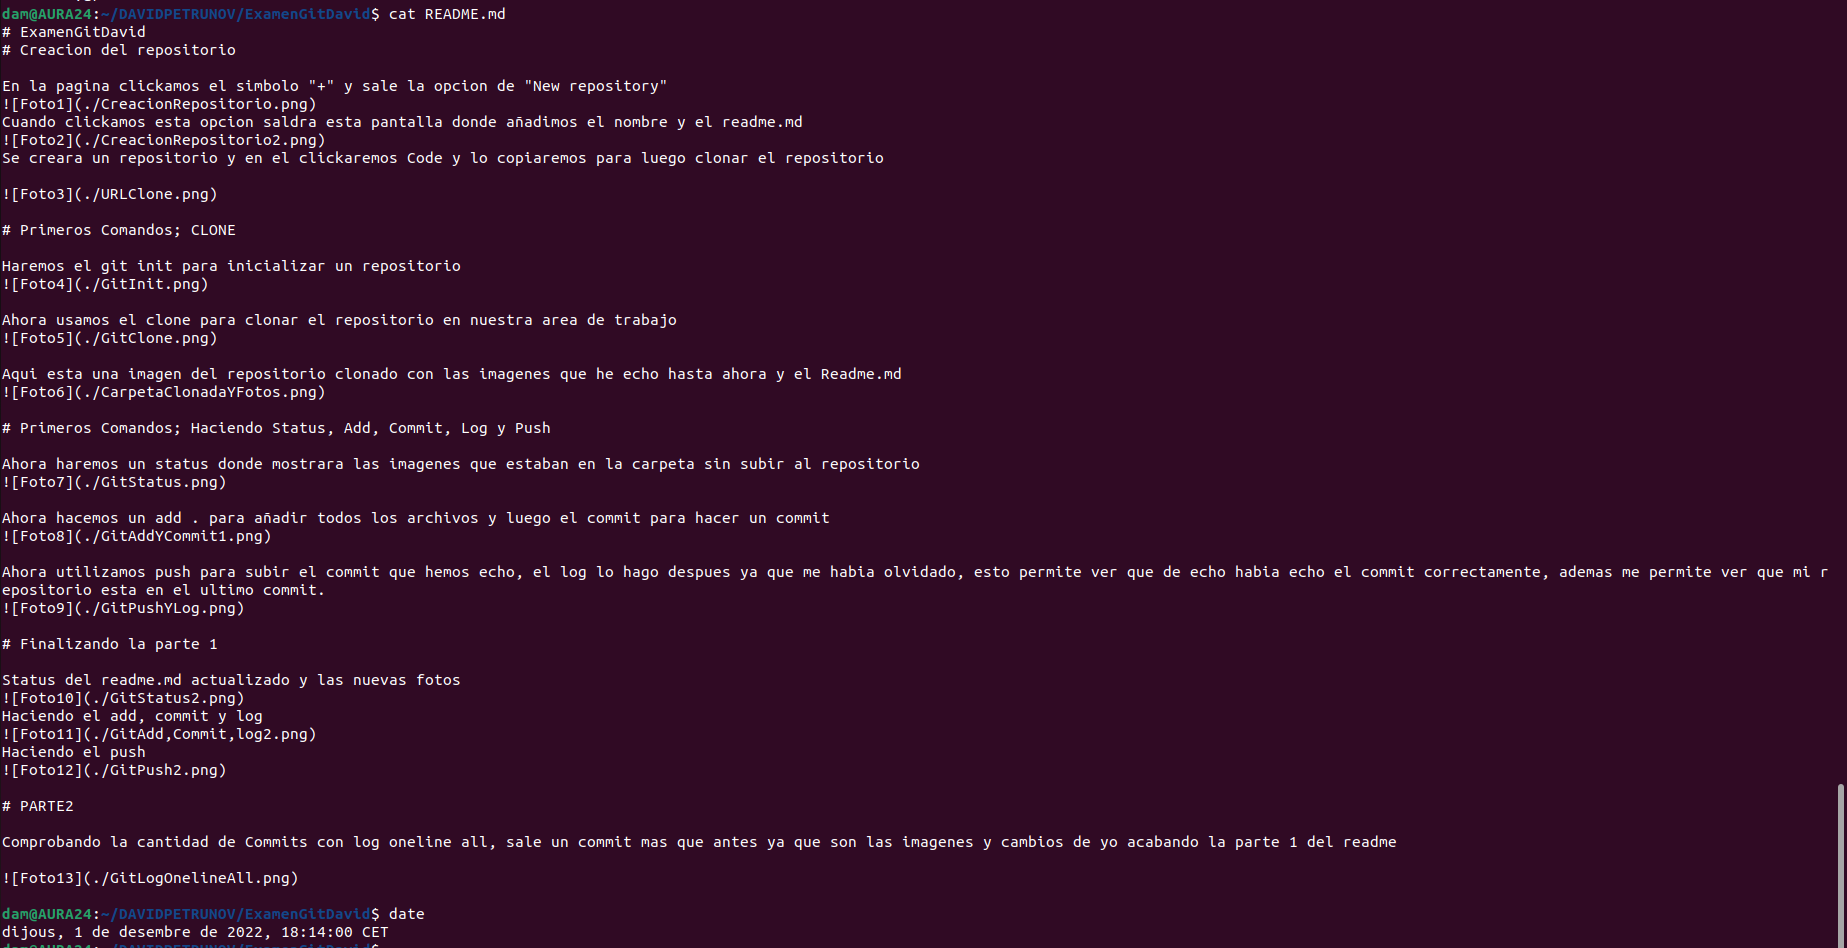 dam@AURA24:~/DAVIDPETRUNOV/ExamenGitDavid$ cat README.md
# ExamenGitDavid
# Creacion del repositorio
En la pagina clickamos el simbolo "+" y sale la opcion de "New repository"
![Foto1](./CreacionRepositorio.png)
Cuando clickamos esta opcion saldra esta pantalla donde añadimos el nombre y el readme.md
![Foto2](./CreacionRepositorio2.png)
Se creara un repositorio y en el clickaremos Code y lo copiaremos para luego clonar el repositorio
![Foto3](./URLClone.png)
# Primeros Comandos; CLONE
Haremos el git init para inicializar un repositorio
![Foto4](./GitInit.png)
Ahora usamos el clone para clonar el repositorio en nuestra area de trabajo
![Foto5](./GitClone.png)
Aqui esta una imagen del repositorio clonado con las imagenes que he echo hasta ahora y el Readme.md
![Foto6](./CarpetaClonadaYFotos.png)
# Primeros Comandos; Haciendo Status, Add, Commit, Log y Push
Ahora haremos un status donde mostrara las imagenes que estaban en la carpeta sin subir al repositorio
![Foto7](./GitStatus.png)
Ahora hacemos un add . para añadir todos los archivos y luego el commit para hacer un commit
![Foto8](./GitAddYCommit1.png)
Ahora utilizamos push para subir el commit que hemos echo, el log lo hago despues ya que me habia olvidado, esto permite ver que de echo habia echo el commit correctamente, ademas me permite ver que mi r
epositorio esta en el ultimo commit.
![Foto9](./GitPushYLog.png)
# Finalizando la parte 1
Status del readme.md actualizado y las nuevas fotos
![Foto10](./GitStatus2.png)
Haciendo el add, commit y log
![Foto11](./GitAdd,Commit,log2.png)
Haciendo el push
![Foto12](./GitPush2.png)
# PARTE2
Comprobando la cantidad de Commits con log oneline all, sale un commit mas que antes ya que son las imagenes y cambios de yo acabando la parte 1 del readme
![Foto13](./GitLogOnelineAll.png)
dam@AURA24:~/DAVIDPETRUNOV/ExamenGitDavid$ date
dijous, 1 de desembre de 2022, 18:14:00 CET